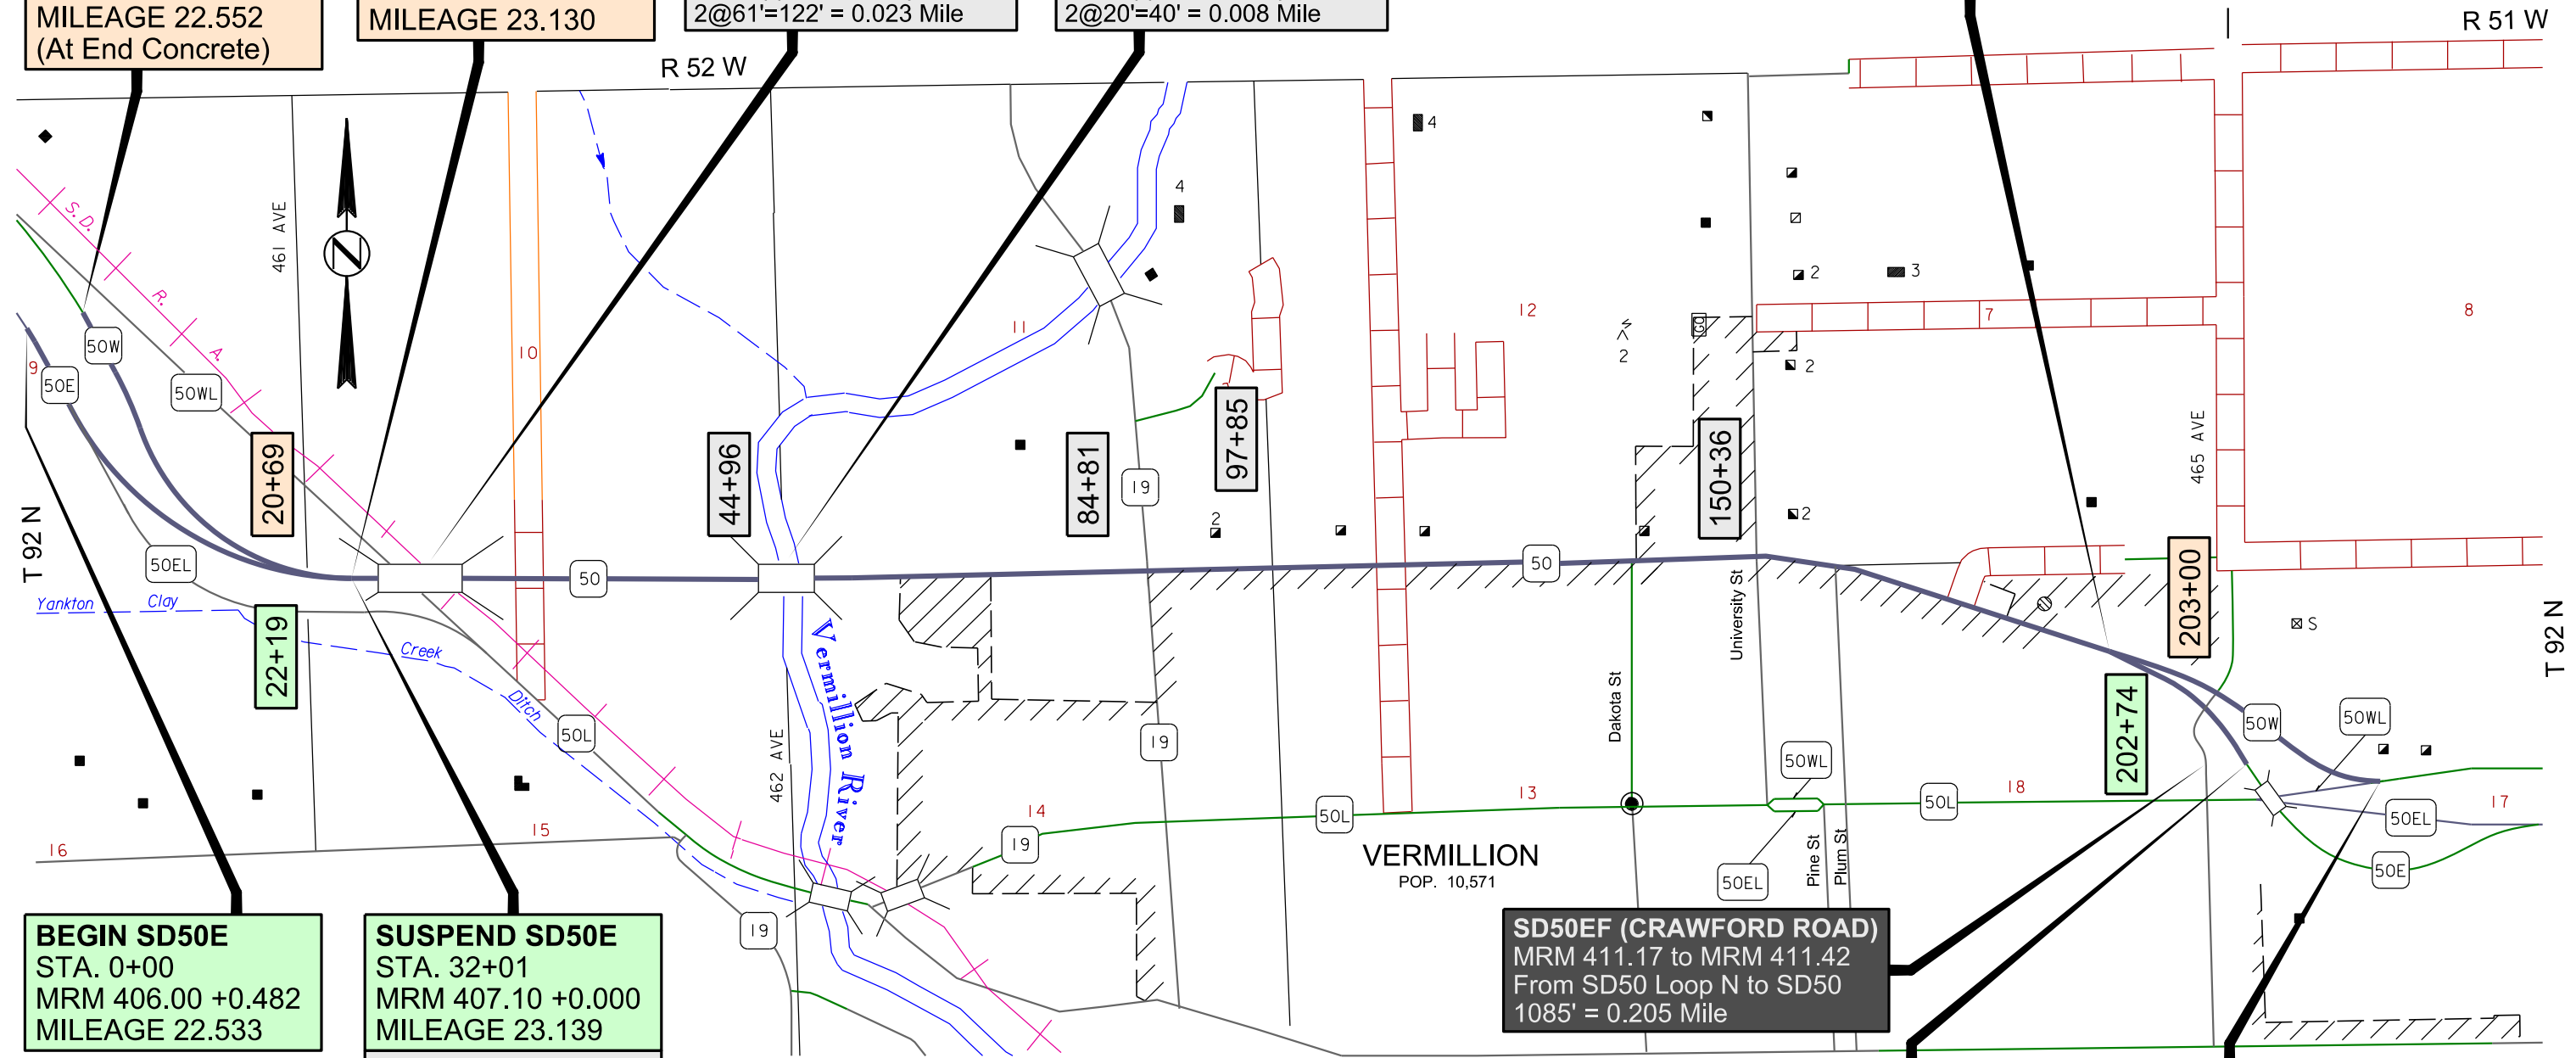 MILEAGE 22.552
(At End Concrete)
MILEAGE 23.130
2@61'=122' = 0.023 Mile
2@20'=40' = 0.008 Mile
R 52 W
R 51 W
4
4
S.D.
R.
A.
461 AVE
N
2
3
12
7
8
11
10
9
2
2
GC
50W
50E
50WL
20+69
44+96
84+81
97+85
150+36
465 AVE
19
2
2
T 92 N
50EL
50
50
203+00
Yankton Clay
Creek
Ditch
22+19
Vermillion River
University St
S
T 92 N
Dakota St
202+74
50L
462 AVE
19
50WL
50W
50WL
16
15
14
13
18
17
50L
50L
50EL
19
VERMILLION
POP. 10,571
Pine St
Plum St
50EL
50E
19
BEGIN SD50E
STA. 0+00
MRM 406.00 +0.482
MILEAGE 22.533
SUSPEND SD50E
STA. 32+01
MRM 407.10 +0.000
MILEAGE 23.139
SD50EF (CRAWFORD ROAD)
MRM 411.17 to MRM 411.42
From SD50 Loop N to SD50
1085' = 0.205 Mile